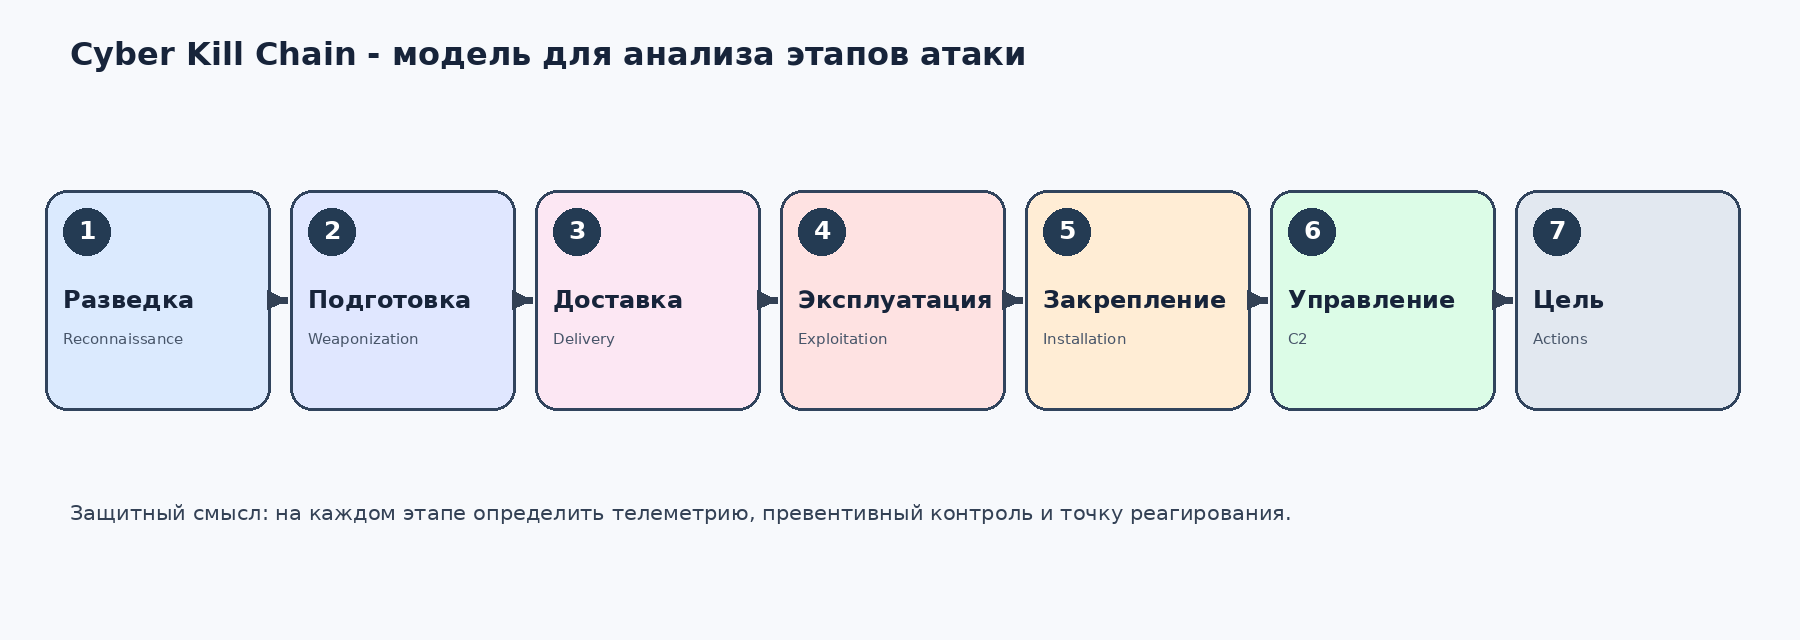 Cyber Kill Chain - модель для анализа этапов атаки
1
Разведка
Reconnaissance
2
Подготовка
Weaponization
3
Доставка
Delivery
4
Эксплуатация
Exploitation
5
Закрепление
Installation
6
Управление
C2
7
Цель
Actions
Защитный смысл: на каждом этапе определить телеметрию, превентивный контроль и точку реагирования.